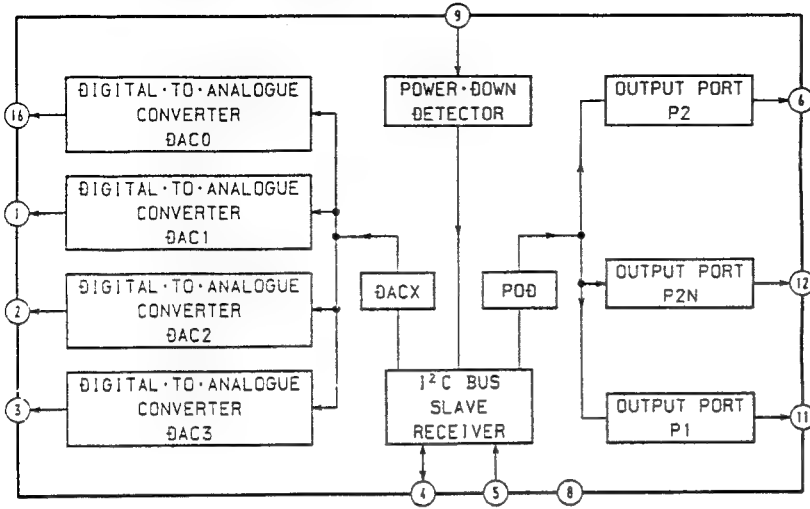 9
DIGITAL·TO·ANALOGUE
CONVERTER
DAC0
16
POWER·DOWN
DETECTOR
OUTPUT PORT
P2
6
DIGITAL·TO·ANALOGUE
CONVERTER
DAC1
1
DIGITAL·TO·ANALOGUE
CONVERTER
DAC2
2
DACX
POD
OUTPUT PORT
P2N
12
DIGITAL·TO·ANALOGUE
CONVERTER
DAC3
3
I²C BUS
SLAVE
RECEIVER
OUTPUT PORT
P1
11
4
5
8